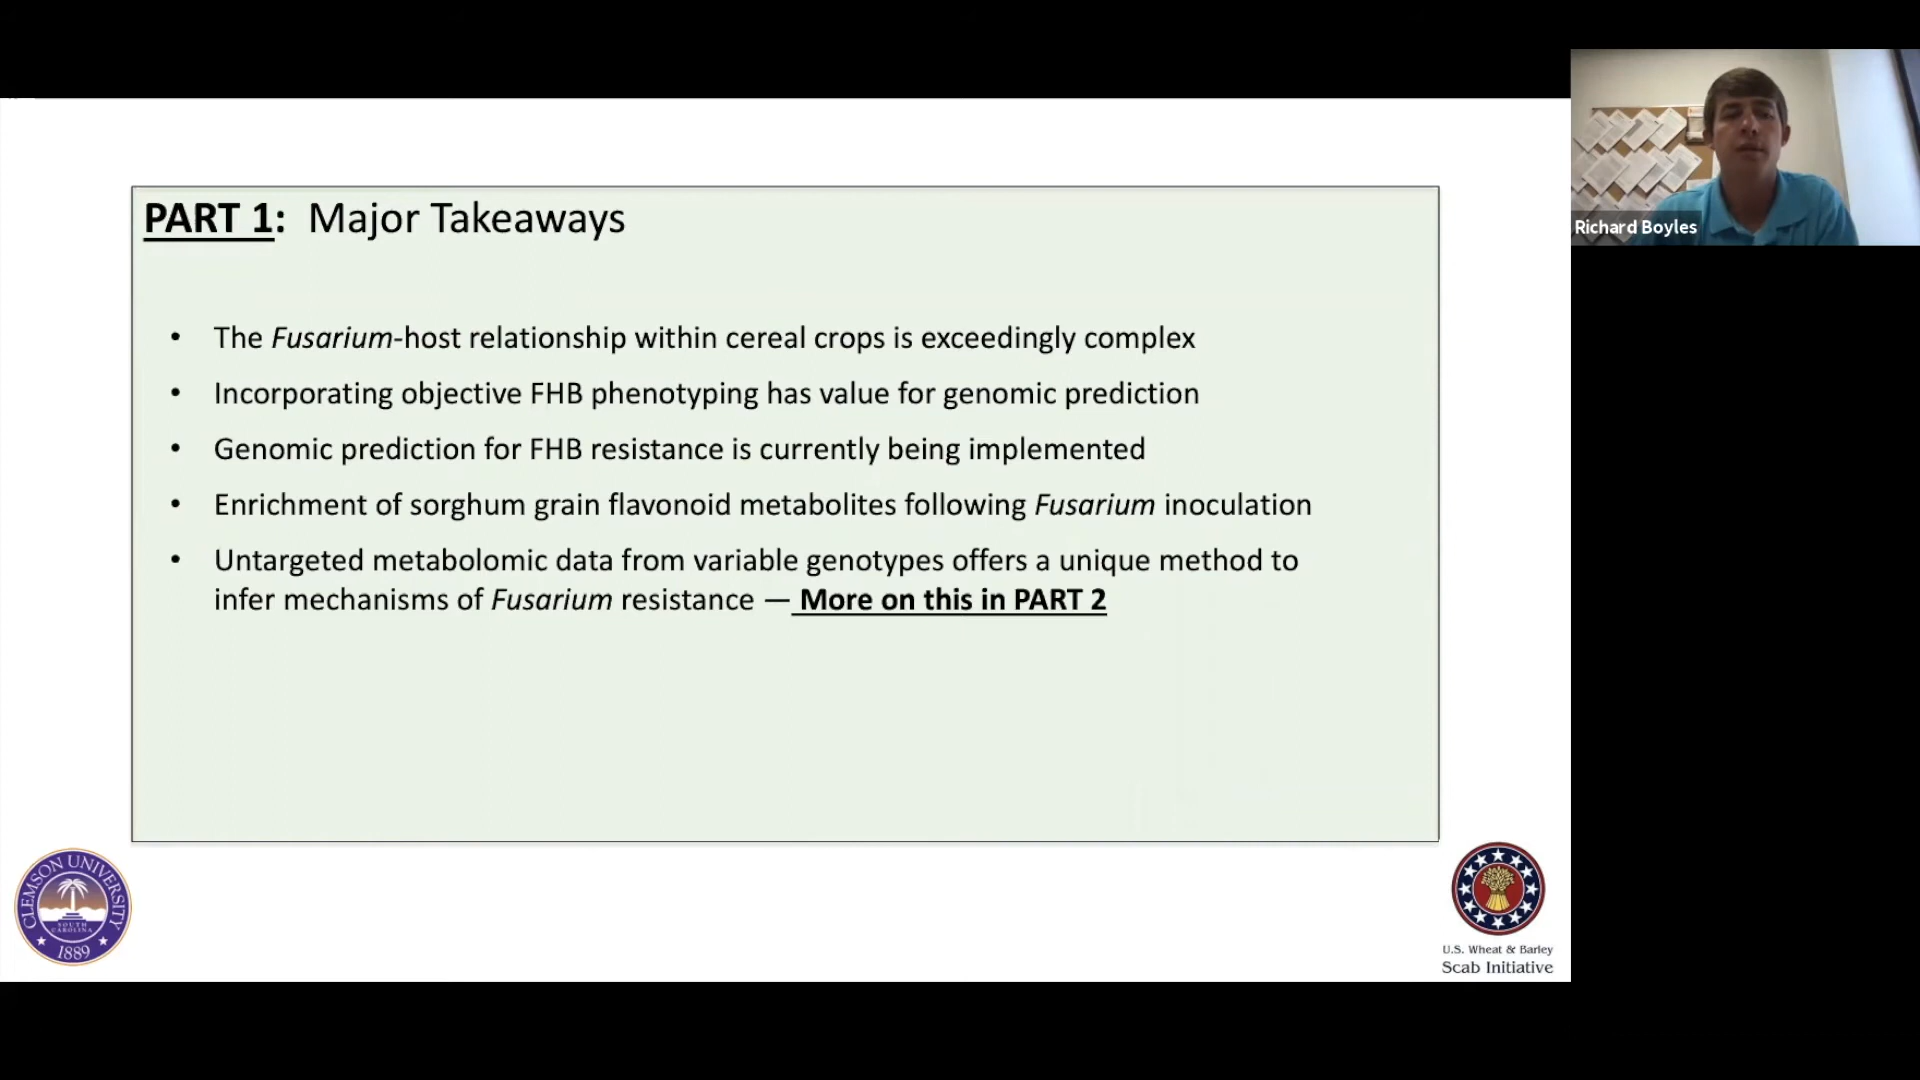 Richard Boyles
PART 1: Major Takeaways
• The Fusarium-host relationship within cereal crops is exceedingly complex
• Incorporating objective FHB phenotyping has value for genomic prediction
• Genomic prediction for FHB resistance is currently being implemented
• Enrichment of sorghum grain flavonoid metabolites following Fusarium inoculation
• Untargeted metabolomic data from variable genotypes offers a unique method to
infer mechanisms of Fusarium resistance — More on this in PART 2
CLEMSON UNIVERSITY
SOUTH
CAROLINA
1889
U.S. Wheat & Barley
Scab Initiative